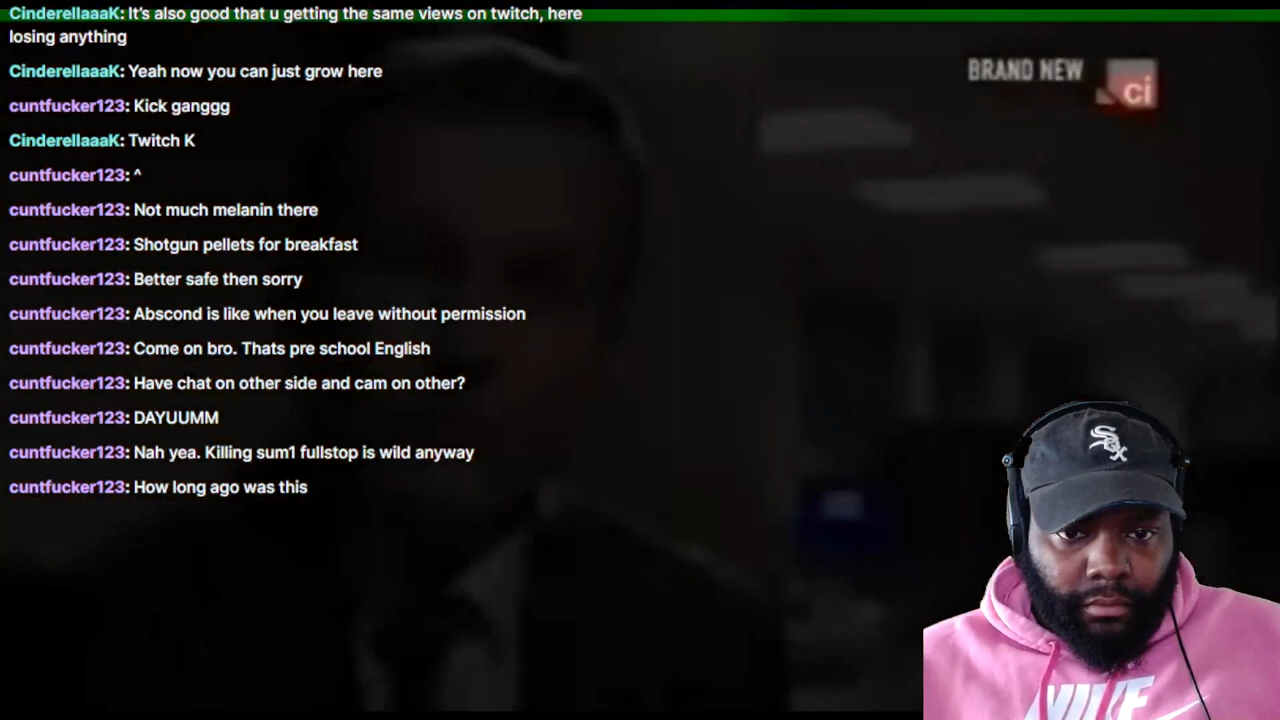 CinderellaaaK: It's also good that u getting the same views on twitch, here
losing anything
CinderellaaaK: Yeah now you can just grow here
cuntfucker123: Kick ganggg
CinderellaaaK: Twitch K
cuntfucker123: ^
cuntfucker123: Not much melanin there
cuntfucker123: Shotgun pellets for breakfast
cuntfucker123: Better safe then sorry
cuntfucker123: Abscond is like when you leave without permission
cuntfucker123: Come on bro. Thats pre school English
cuntfucker123: Have chat on other side and cam on other?
cuntfucker123: DAYUUMM
cuntfucker123: Nah yea. Killing sum1 fullstop is wild anyway
cuntfucker123: How long ago was this
BRAND NEW
ci
Sox
NIKE